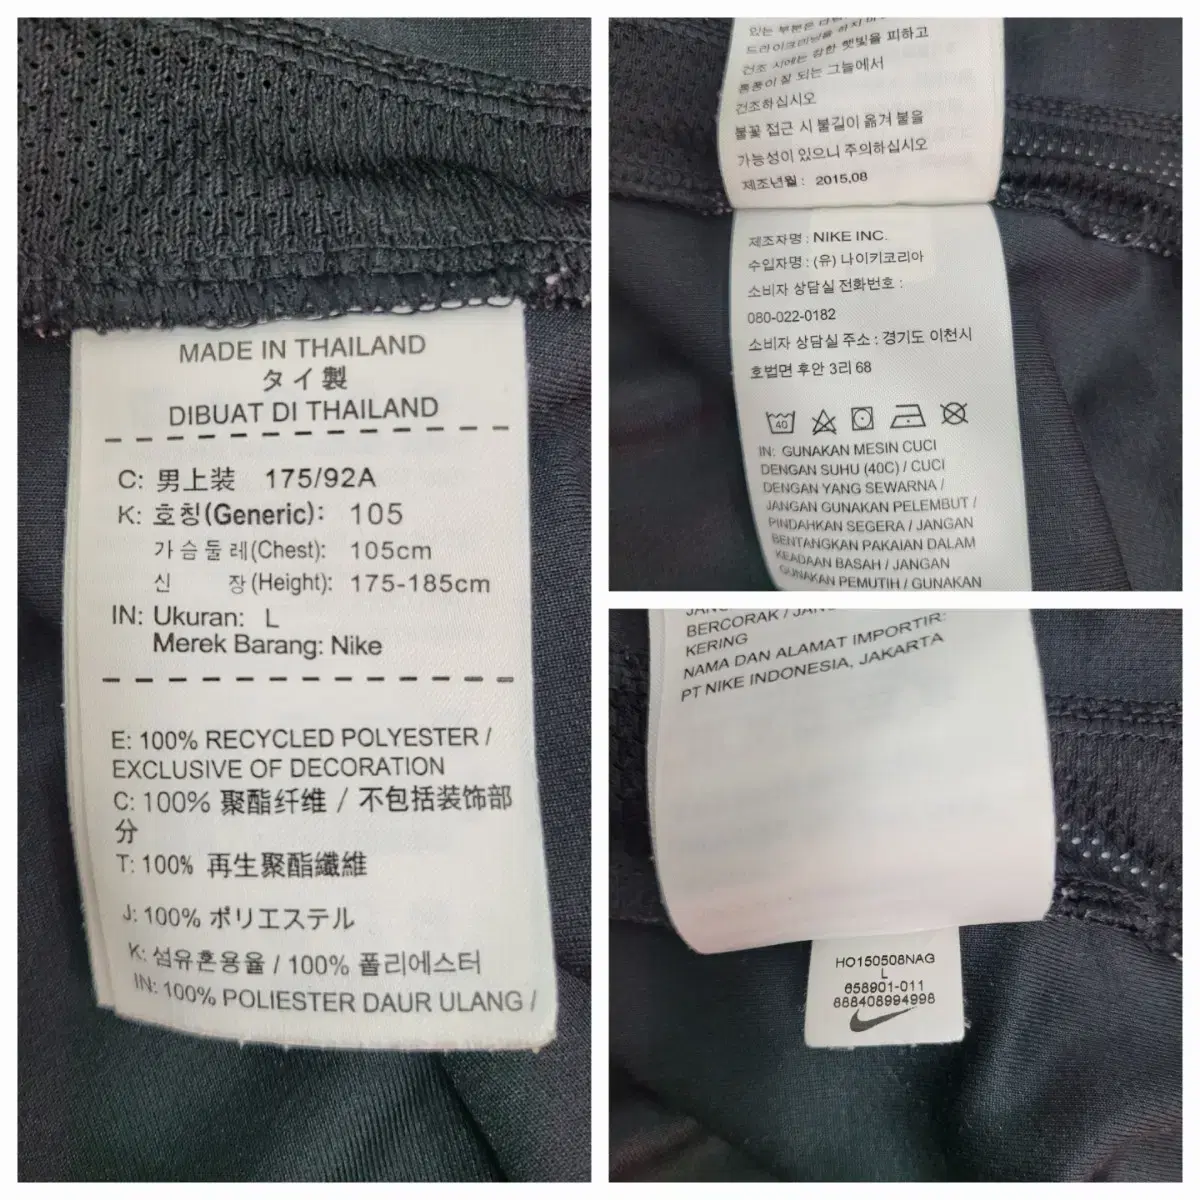 MADE IN THAILAND
タイ製
DIBUAT DI THAILAND
C: 男上装 175/92A
K: 호칭(Generic): 105
가슴둘레(Chest): 105cm
신 장(Height): 175-185cm
IN: Ukuran: L
Merek Barang: Nike
E: 100% RECYCLED POLYESTER /
EXCLUSIVE OF DECORATION
C: 100% 聚酯纤维 / 不包括装饰部
分
T: 100% 再生聚酯纖維
J: 100% ポリエステル
K: 섬유혼용율 / 100% 폴리에스터
IN: 100% POLIESTER DAUR ULANG /
있는 부분은 다림
드라이크리닝을 하지 마
건조 시에는 강한 햇빛을 피하고
통풍이 잘 되는 그늘에서
건조하십시오
불꽃 접근 시 불길이 옮겨 붙을
가능성이 있으니 주의하십시오
제조년월 : 2015.08
제조자명 : NIKE INC.
수입자명 : (유) 나이키코리아
소비자 상담실 전화번호 :
080-022-0182
소비자 상담실 주소 : 경기도 이천시
호법면 후안 3리 68
40
IN: GUNAKAN MESIN CUCI
DENGAN SUHU (40C) / CUCI
DENGAN YANG SEWARNA /
JANGAN GUNAKAN PELEMBUT /
PINDAHKAN SEGERA / JANGAN
BENTANGKAN PAKAIAN DALAM
KEADAAN BASAH / JANGAN
GUNAKAN PEMUTIH / GUNAKAN
BERCORAK / JANG
KERING
NAMA DAN ALAMAT IMPORTIR:
PT NIKE INDONESIA, JAKARTA
HO150508NAG
L
658901-011
888408994998